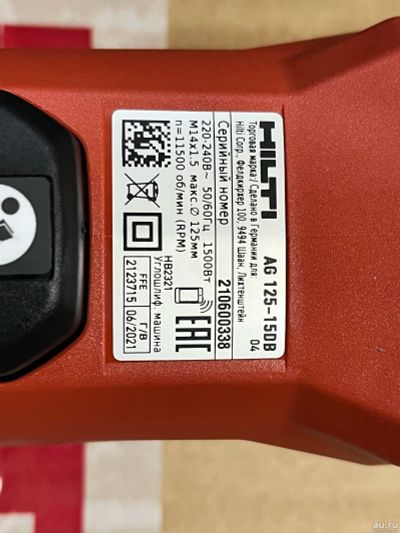 HILTI AG 125-15DB
04
Торговая марка/Сделано в Германии для
Hilti Corp., Фелдкирхер 100, 9494 Шаан, Лихтенштейн
Серийный номер 210600338
220-240В~ 50/60Гц 1500Вт
M14x1.5 макс.Ø 125мм
n=11500 об/мин (RPM)
EAC
HB2321
Углошлиф. машина
FFE Г/В
2123715 06/2021
au.ru